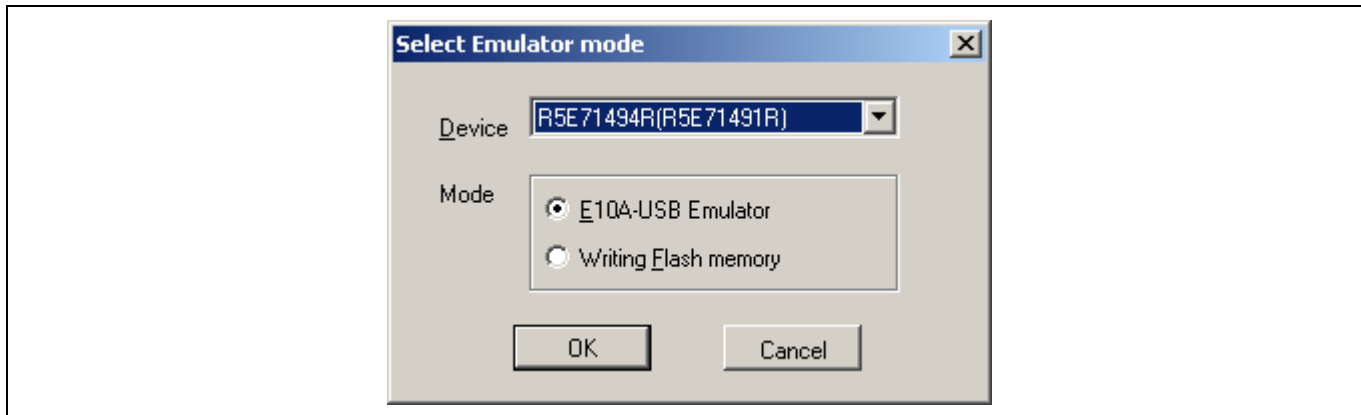 Select Emulator mode
Device R5E71494R(R5E71491R)
Mode
E10A-USB Emulator
Writing Flash memory
OK Cancel